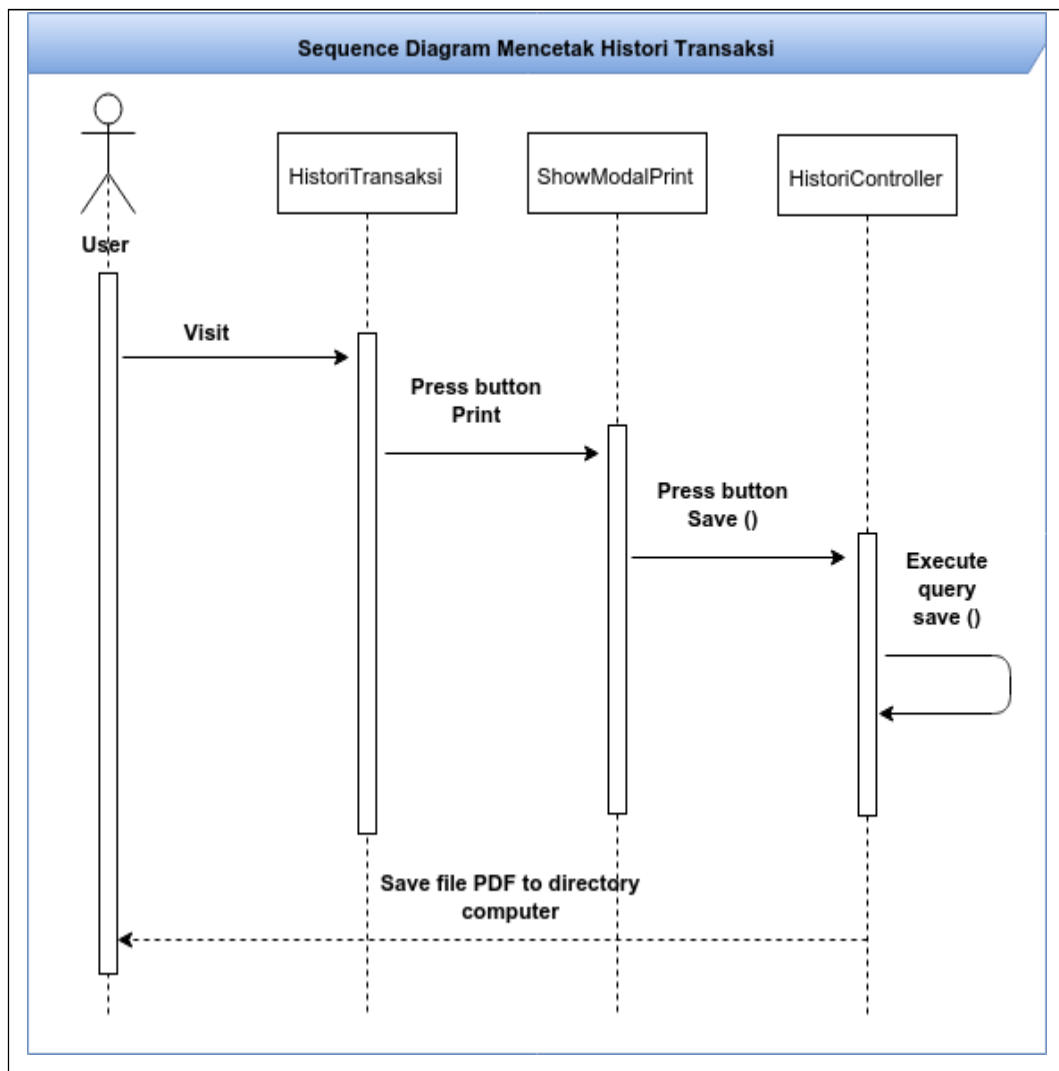 Sequence Diagram Mencetak Histori Transaksi
HistoriTransaksi
ShowModalPrint
HistoriController
User
Visit
Press button
Print
Press button
Save ()
Execute
query
save ()
Save file PDF to directory
computer